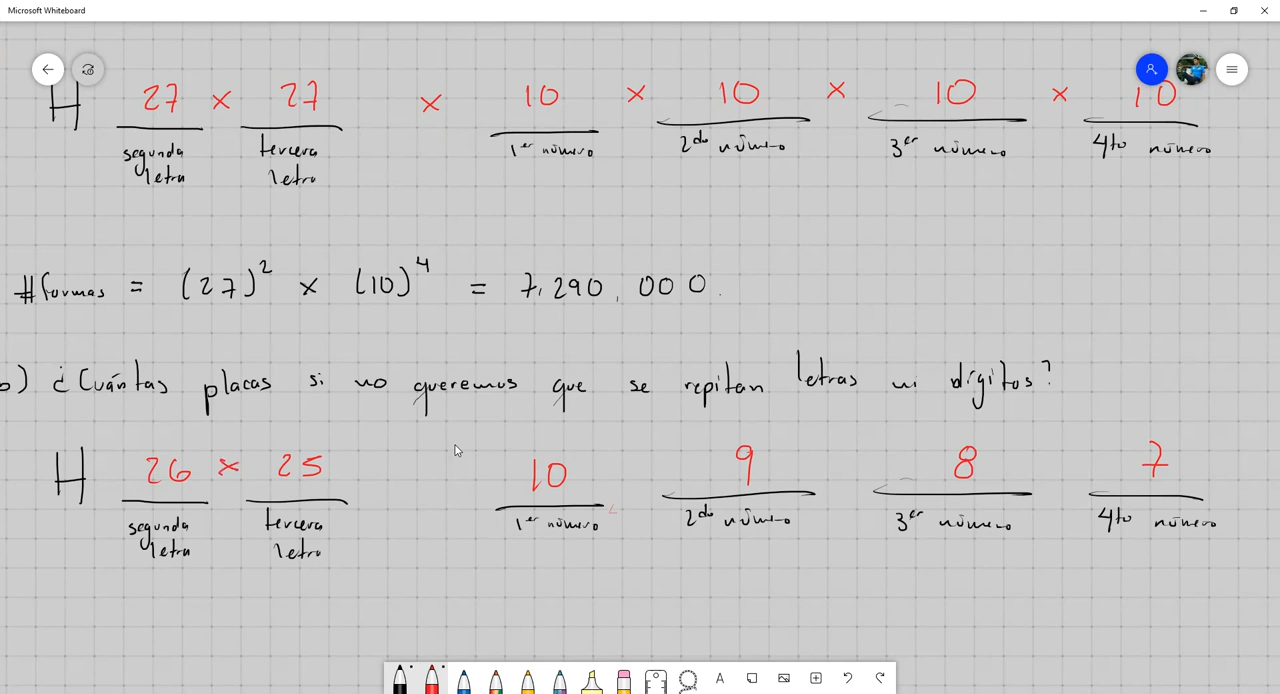 Microsoft Whiteboard
H 27 x 27 x 10 x 10 x 10 x 10
segunda letra tercera letra 1er número 2do número 3er número 4to número
#formas = (27)² x (10)⁴ = 7,290,000.
b) ¿Cuántas placas si no queremos que se repitan letras ni dígitos?
H 26 x 25 10 9 8 7
segunda letra tercera letra 1er número 2do número 3er número 4to número
A